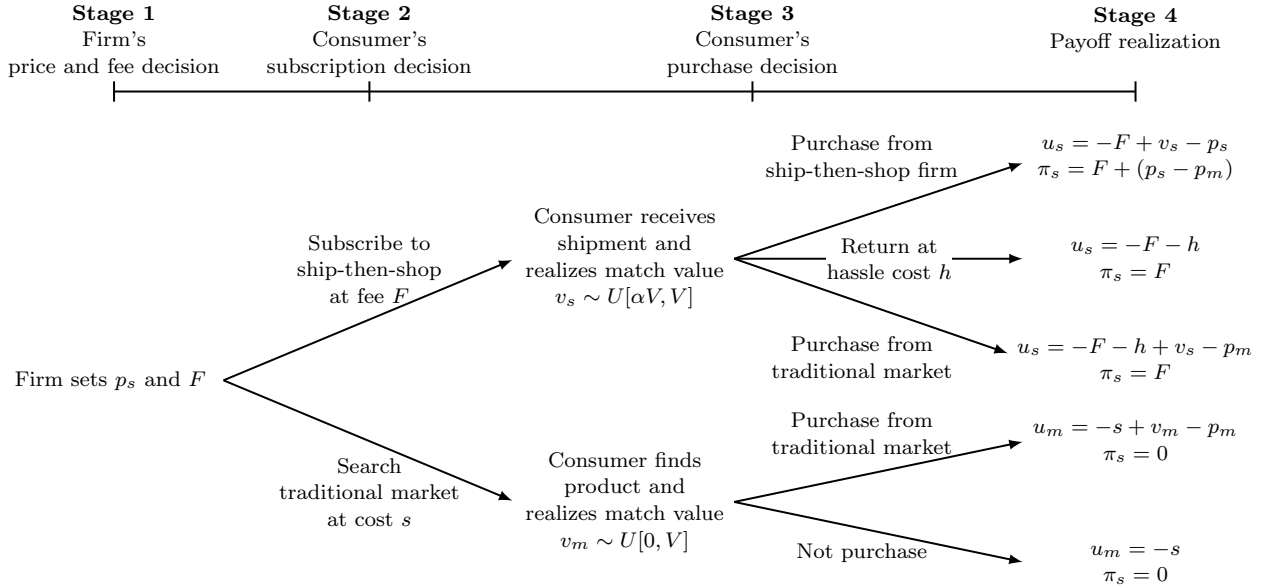 Stage 1
Firm's
price and fee decision
Stage 2
Consumer's
subscription decision
Stage 3
Consumer's
purchase decision
Stage 4
Payoff realization
Firm sets p_s and F
Subscribe to
ship-then-shop
at fee F
Search
traditional market
at cost s
Consumer receives
shipment and
realizes match value
v_s ∼ U[αV, V]
Consumer finds
product and
realizes match value
v_m ∼ U[0, V]
Purchase from
ship-then-shop firm
u_s = −F + v_s − p_s
π_s = F + (p_s − p_m)
Return at
hassle cost h
u_s = −F − h
π_s = F
Purchase from
traditional market
u_s = −F − h + v_s − p_m
π_s = F
Purchase from
traditional market
u_m = −s + v_m − p_m
π_s = 0
Not purchase
u_m = −s
π_s = 0